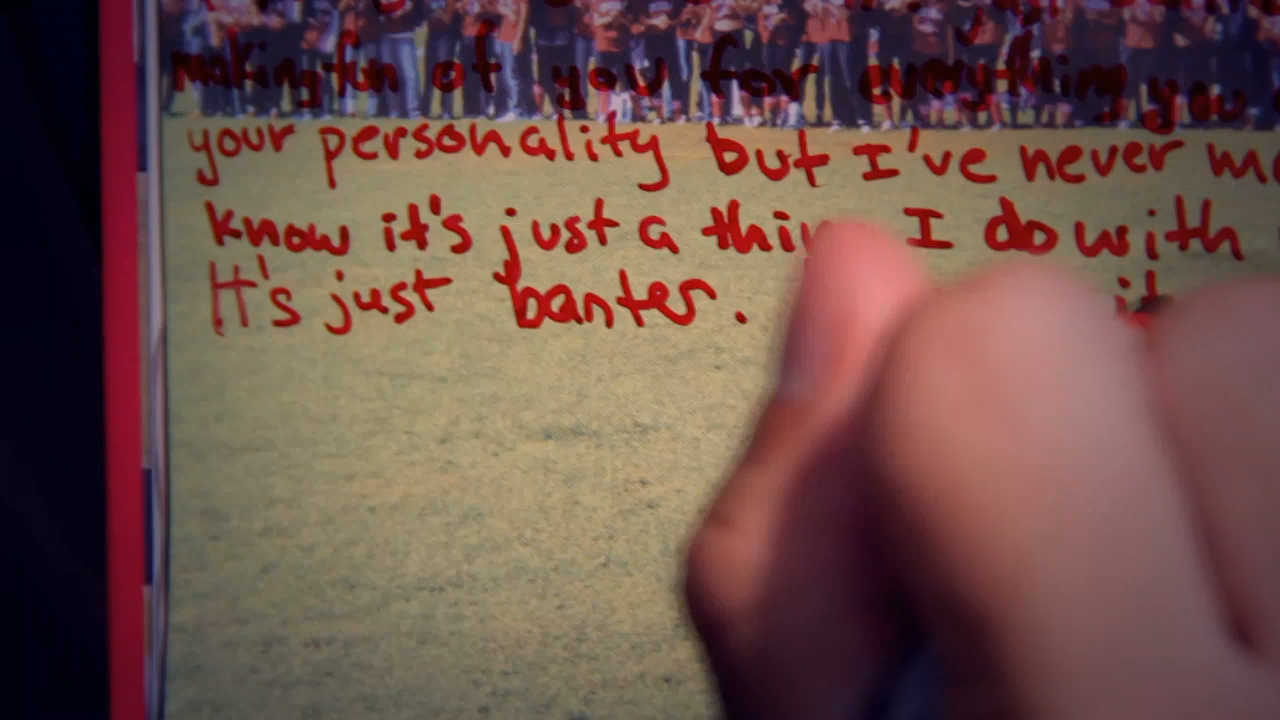 making fun of you for everything you
your personality but I've never
know it's just a I do with
It's just banter. it